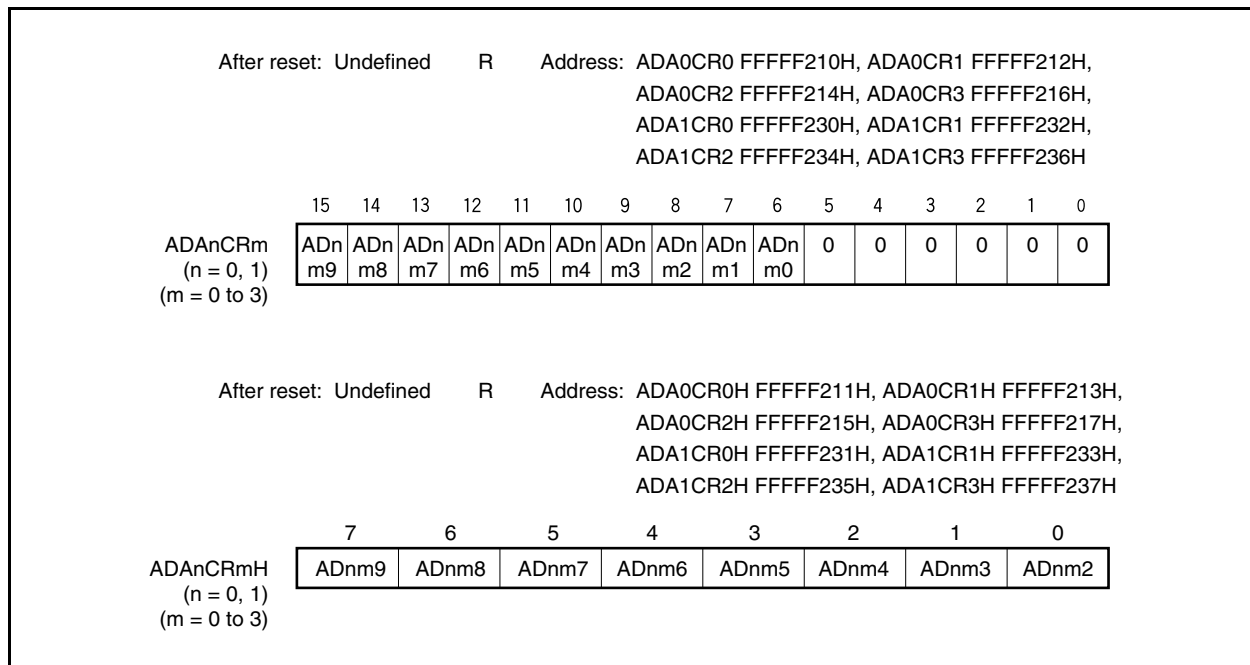 After reset: Undefined R Address: ADA0CR0 FFFFF210H, ADA0CR1 FFFFF212H,
ADA0CR2 FFFFF214H, ADA0CR3 FFFFF216H,
ADA1CR0 FFFFF230H, ADA1CR1 FFFFF232H,
ADA1CR2 FFFFF234H, ADA1CR3 FFFFF236H
15 14 13 12 11 10 9 8 7 6 5 4 3 2 1 0
ADAnCRm ADn ADn ADn ADn ADn ADn ADn ADn ADn ADn 0 0 0 0 0 0
(n = 0, 1) m9 m8 m7 m6 m5 m4 m3 m2 m1 m0
(m = 0 to 3)
After reset: Undefined R Address: ADA0CR0H FFFFF211H, ADA0CR1H FFFFF213H,
ADA0CR2H FFFFF215H, ADA0CR3H FFFFF217H,
ADA1CR0H FFFFF231H, ADA1CR1H FFFFF233H,
ADA1CR2H FFFFF235H, ADA1CR3H FFFFF237H
7 6 5 4 3 2 1 0
ADAnCRmH ADnm9 ADnm8 ADnm7 ADnm6 ADnm5 ADnm4 ADnm3 ADnm2
(n = 0, 1)
(m = 0 to 3)